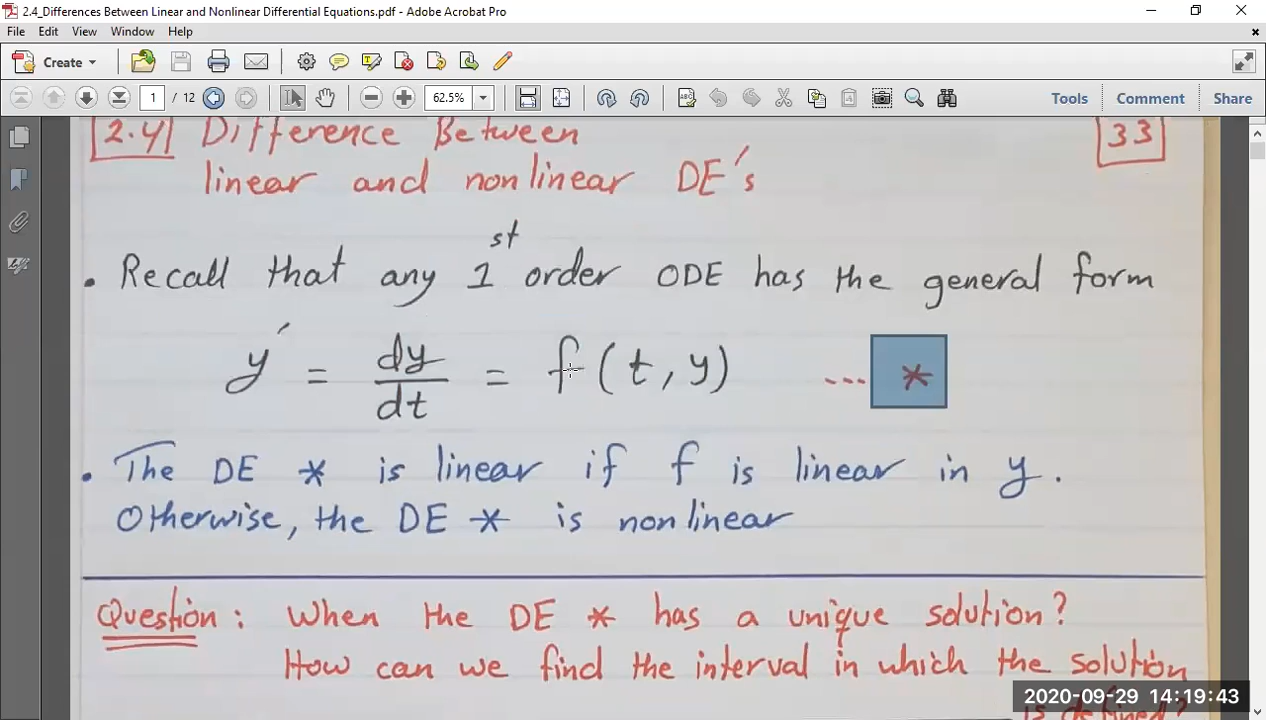 2.4_Differences Between Linear and Nonlinear Differential Equations.pdf - Adobe Acrobat Pro
File Edit View Window Help
Create
1 / 12 62.5% Tools Comment Share
2.4 Difference Between 33
linear and nonlinear DE's
• Recall that any 1st order ODE has the general form
y' = dy/dt = f(t, y) ... *
• The DE * is linear if f is linear in y.
Otherwise, the DE * is nonlinear
Question: When the DE * has a unique solution?
How can we find the interval in which the solution
is defined?
2020-09-29 14:19:43